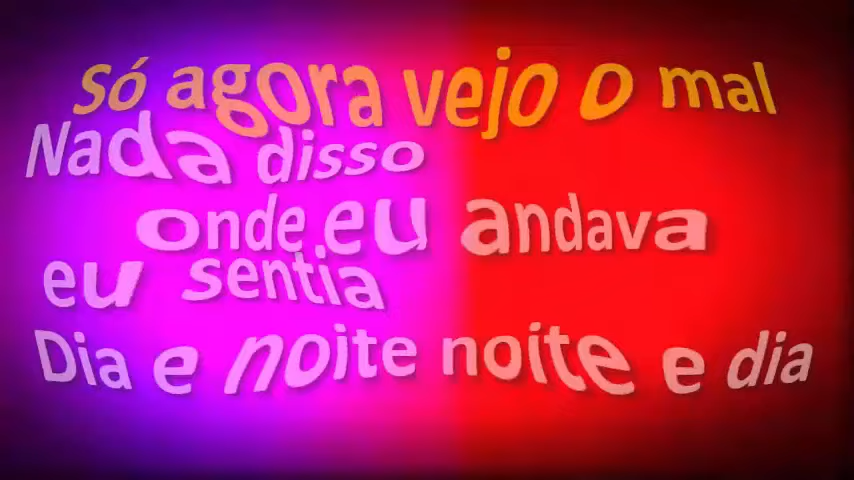 Só agora vejo o mal
Nada disso
onde eu andava
eu sentia
Dia e noite noite e dia